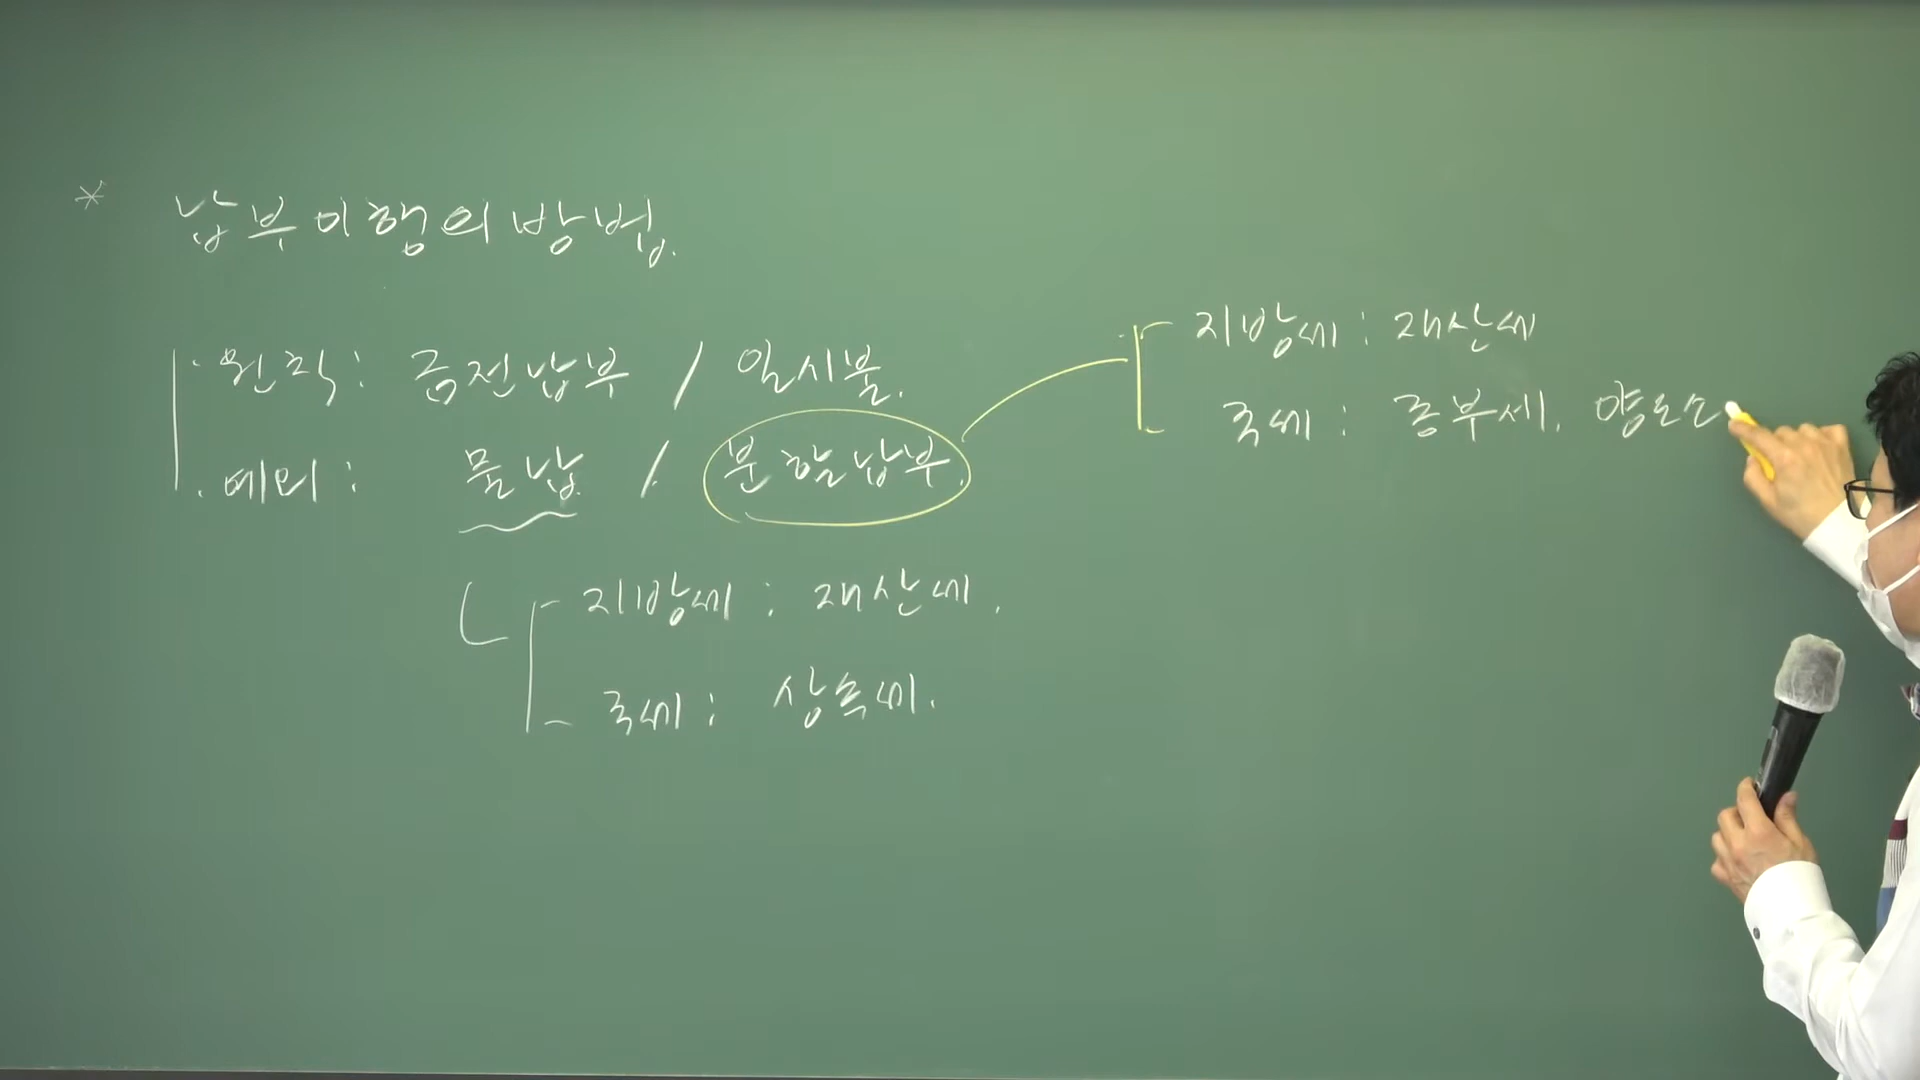 * 납부이행의 방법.
· 원칙 : 금전납부 / 일시불.
· 예외 : 물납. / 분할납부.
지방세 : 재산세.
국세 : 상속세.
지방세 : 재산세
국세 : 종부세. 양도소